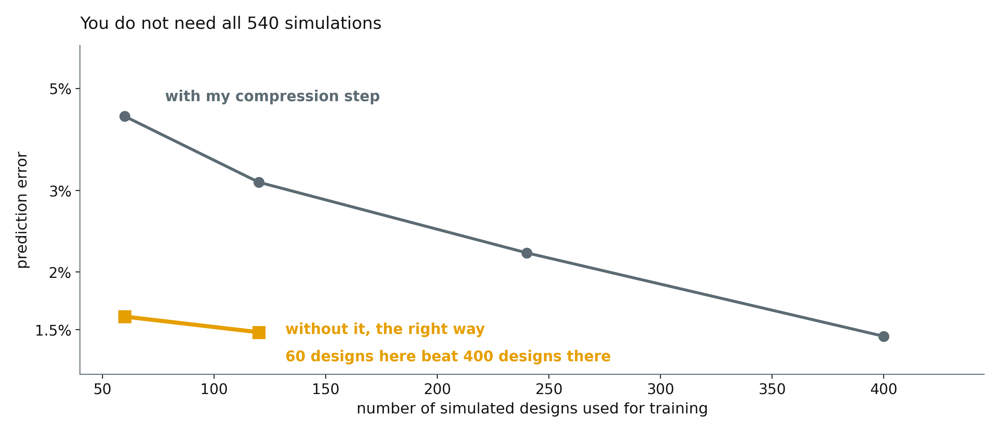 You do not need all 540 simulations
with my compression step
without it, the right way
60 designs here beat 400 designs there
prediction error
5%
3%
2%
1.5%
50 100 150 200 250 300 350 400
number of simulated designs used for training